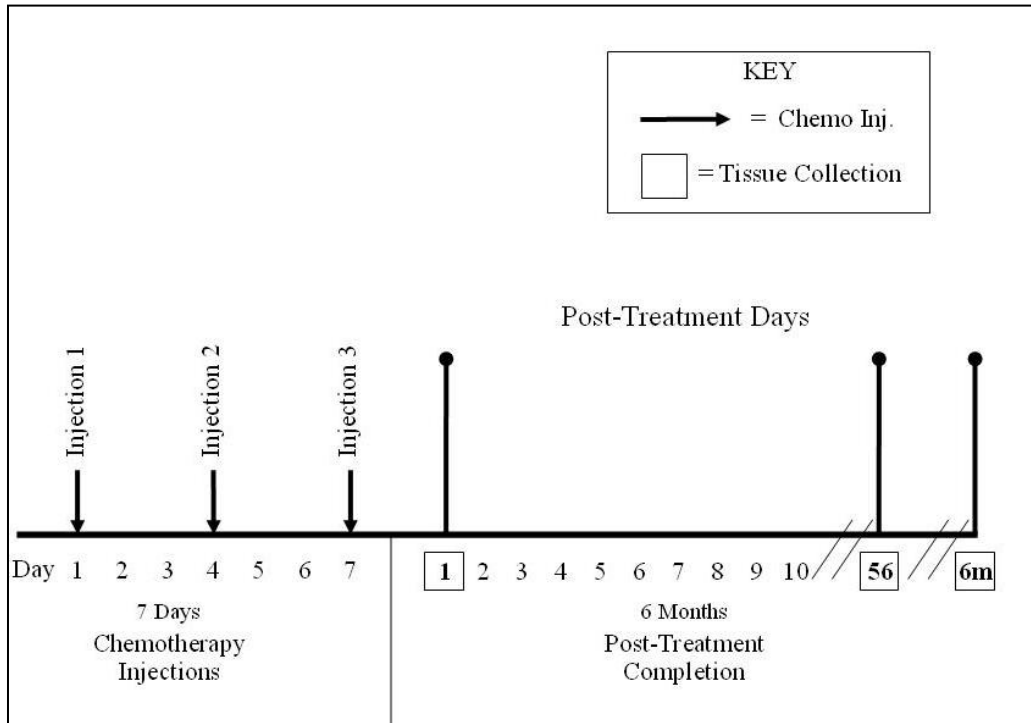 KEY
= Chemo Inj.
= Tissue Collection
Post-Treatment Days
Injection 1
Injection 2
Injection 3
Day 1 2 3 4 5 6 7 1 2 3 4 5 6 7 8 9 10 56 6m
7 Days
Chemotherapy
Injections
6 Months
Post-Treatment
Completion